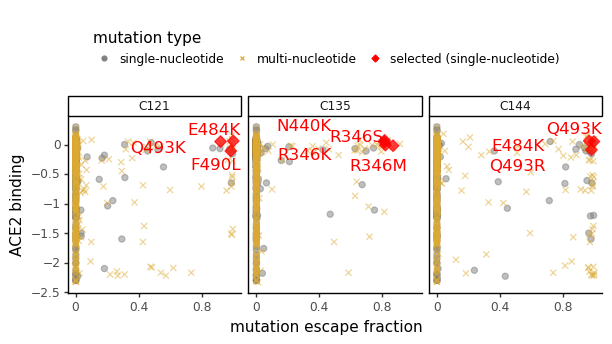 mutation type
single-nucleotide multi-nucleotide selected (single-nucleotide)
C121 C135 C144
E484K
Q493K
F490L
N440K
R346S
R346K
R346M
Q493K
E484K
Q493R
ACE2 binding
0
−0.5
−1
−1.5
−2
−2.5
0 0.4 0.8 0 0.4 0.8 0 0.4 0.8
mutation escape fraction